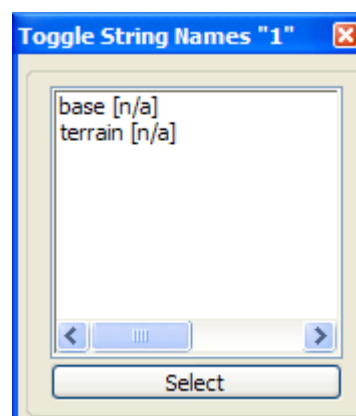 Toggle String Names "1"
base [n/a]
terrain [n/a]
Select